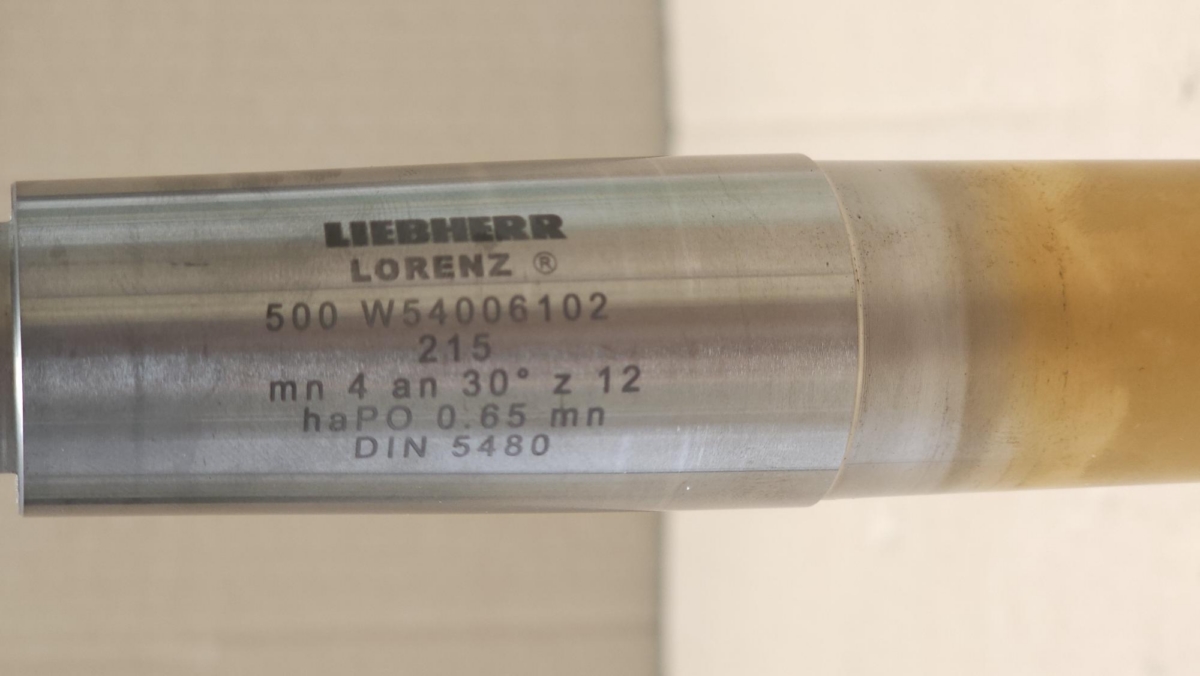 LIEBHERR
LORENZ ®
500 W54006102
215
mn 4 an 30° z 12
haPO 0.65 mn
DIN 5480